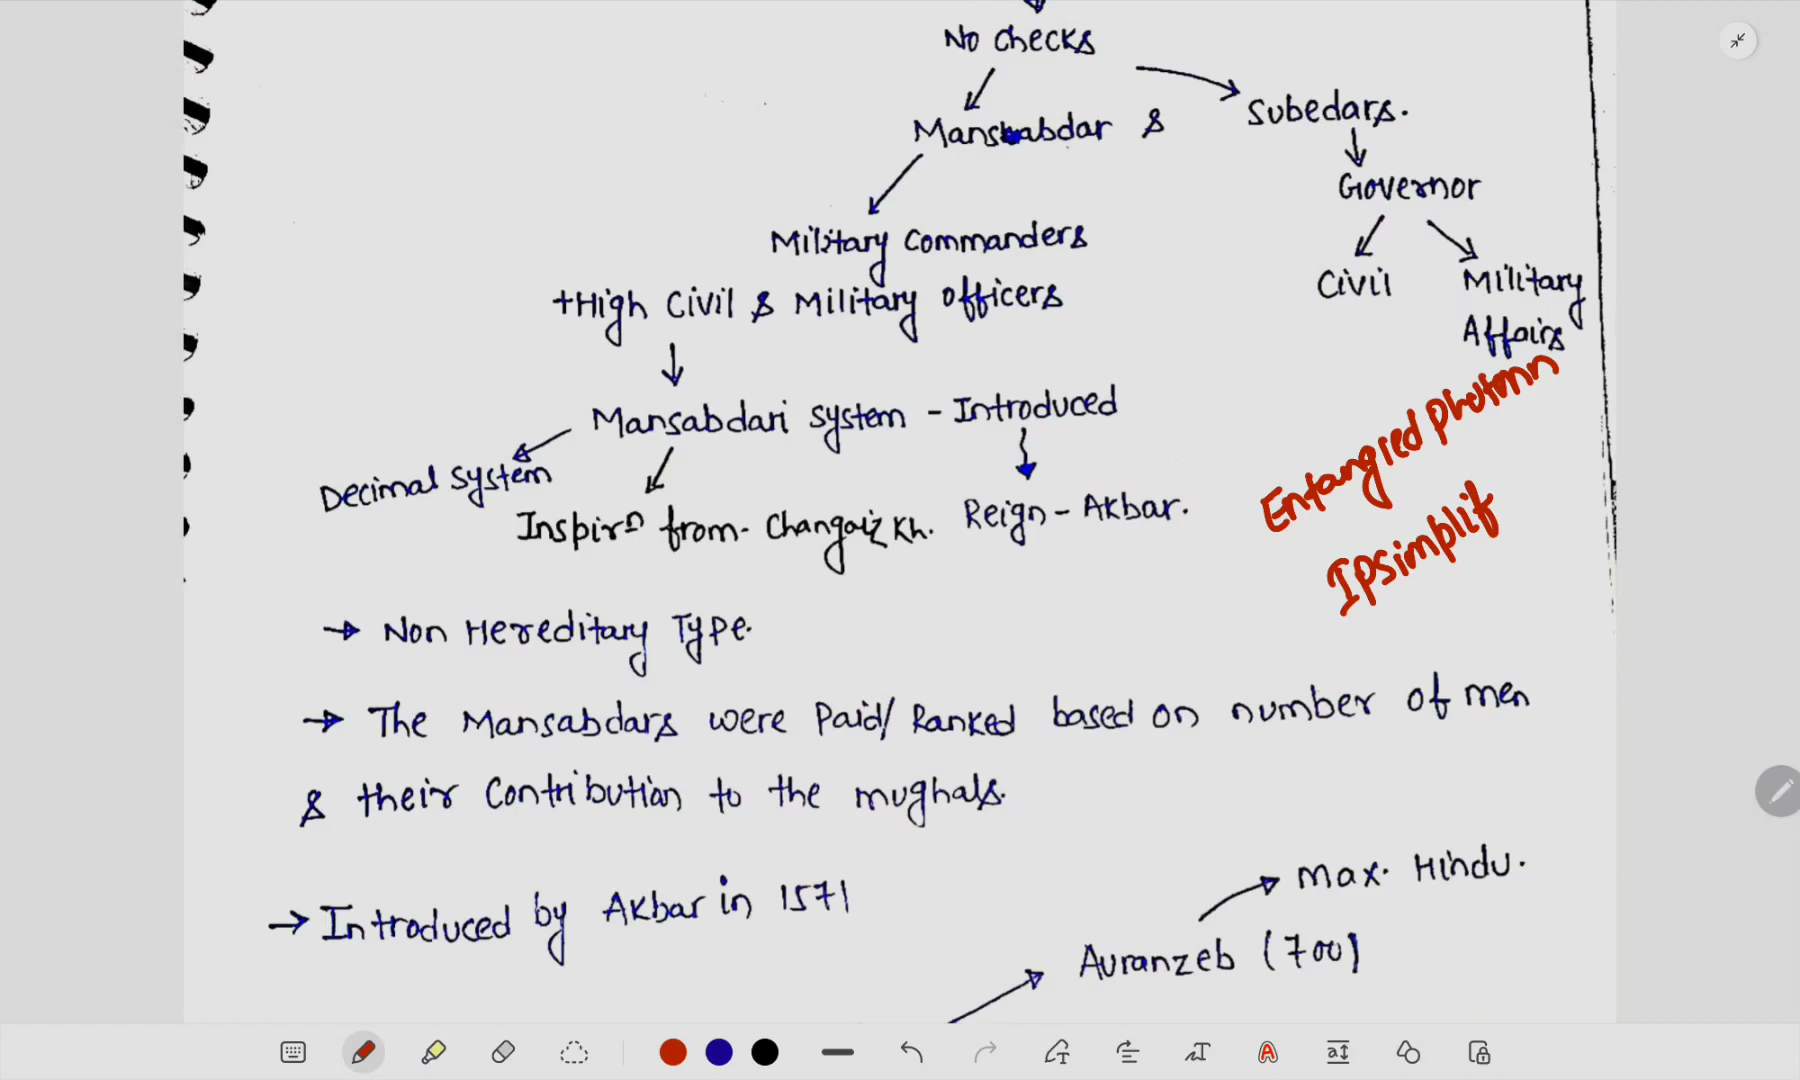 No checks
Mansabdar &
Subedars.
Governor
Military Commanders
+High Civil & Military officers
Civil
Military
Affairs
Mansabdari system - Introduced
Decimal system
Inspirn from - Changaiz Kh.
Reign - Akbar.
Entangled Photonn
Ipsimplif
→ Non Hereditary Type.
→ The Mansabdars were Paid/ Ranked based on number of men
& their Contribution to the mughals.
→ Introduced by Akbar in 1571
Max. Hindu.
Auranzeb (700)